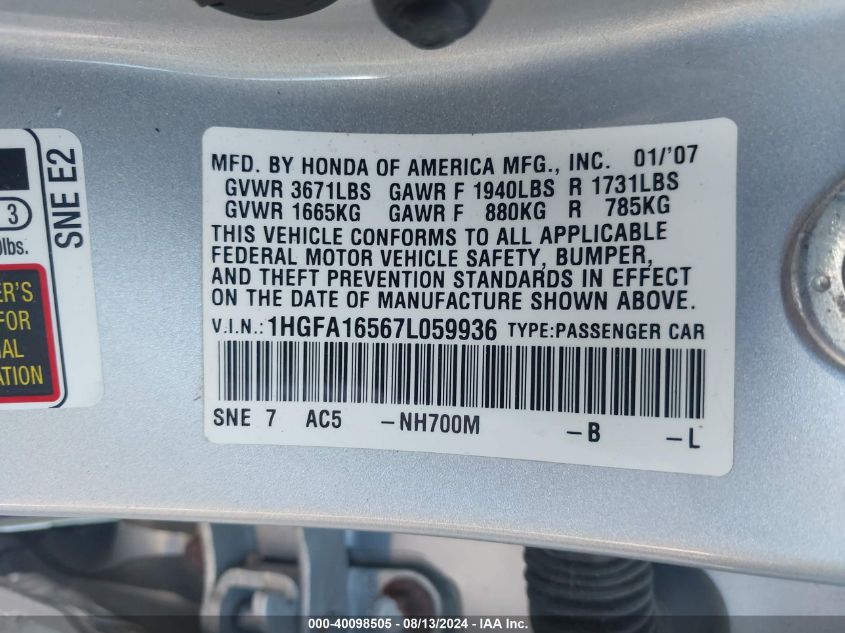 3
lbs.
SNE E2
ER'S
FOR
ATION
MFD. BY HONDA OF AMERICA MFG., INC. 01/'07
GVWR 3671LBS GAWR F 1940LBS R 1731LBS
GVWR 1665KG GAWR F 880KG R 785KG
THIS VEHICLE CONFORMS TO ALL APPLICABLE
FEDERAL MOTOR VEHICLE SAFETY, BUMPER,
AND THEFT PREVENTION STANDARDS IN EFFECT
ON THE DATE OF MANUFACTURE SHOWN ABOVE.
V.I.N.: 1HGFA16567L059936 TYPE:PASSENGER CAR
SNE 7 AC5 -NH700M -B -L
000-40098505 - 08/13/2024 - IAA Inc.